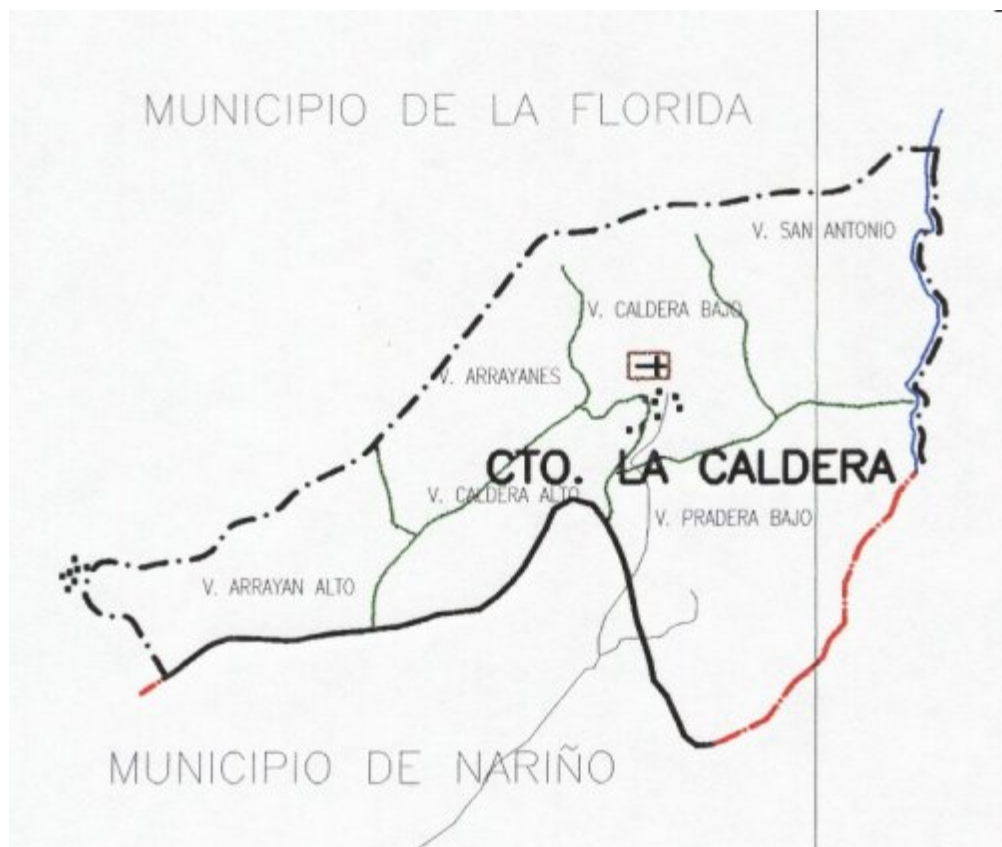 MUNICIPIO DE LA FLORIDA
V. SAN ANTONIO
V. CALDERA BAJO
V. ARRAYANES
CTO. LA CALDERA
V. CALDERA ALTO
V. PRADERA BAJO
V. ARRAYAN ALTO
MUNICIPIO DE NARIÑO